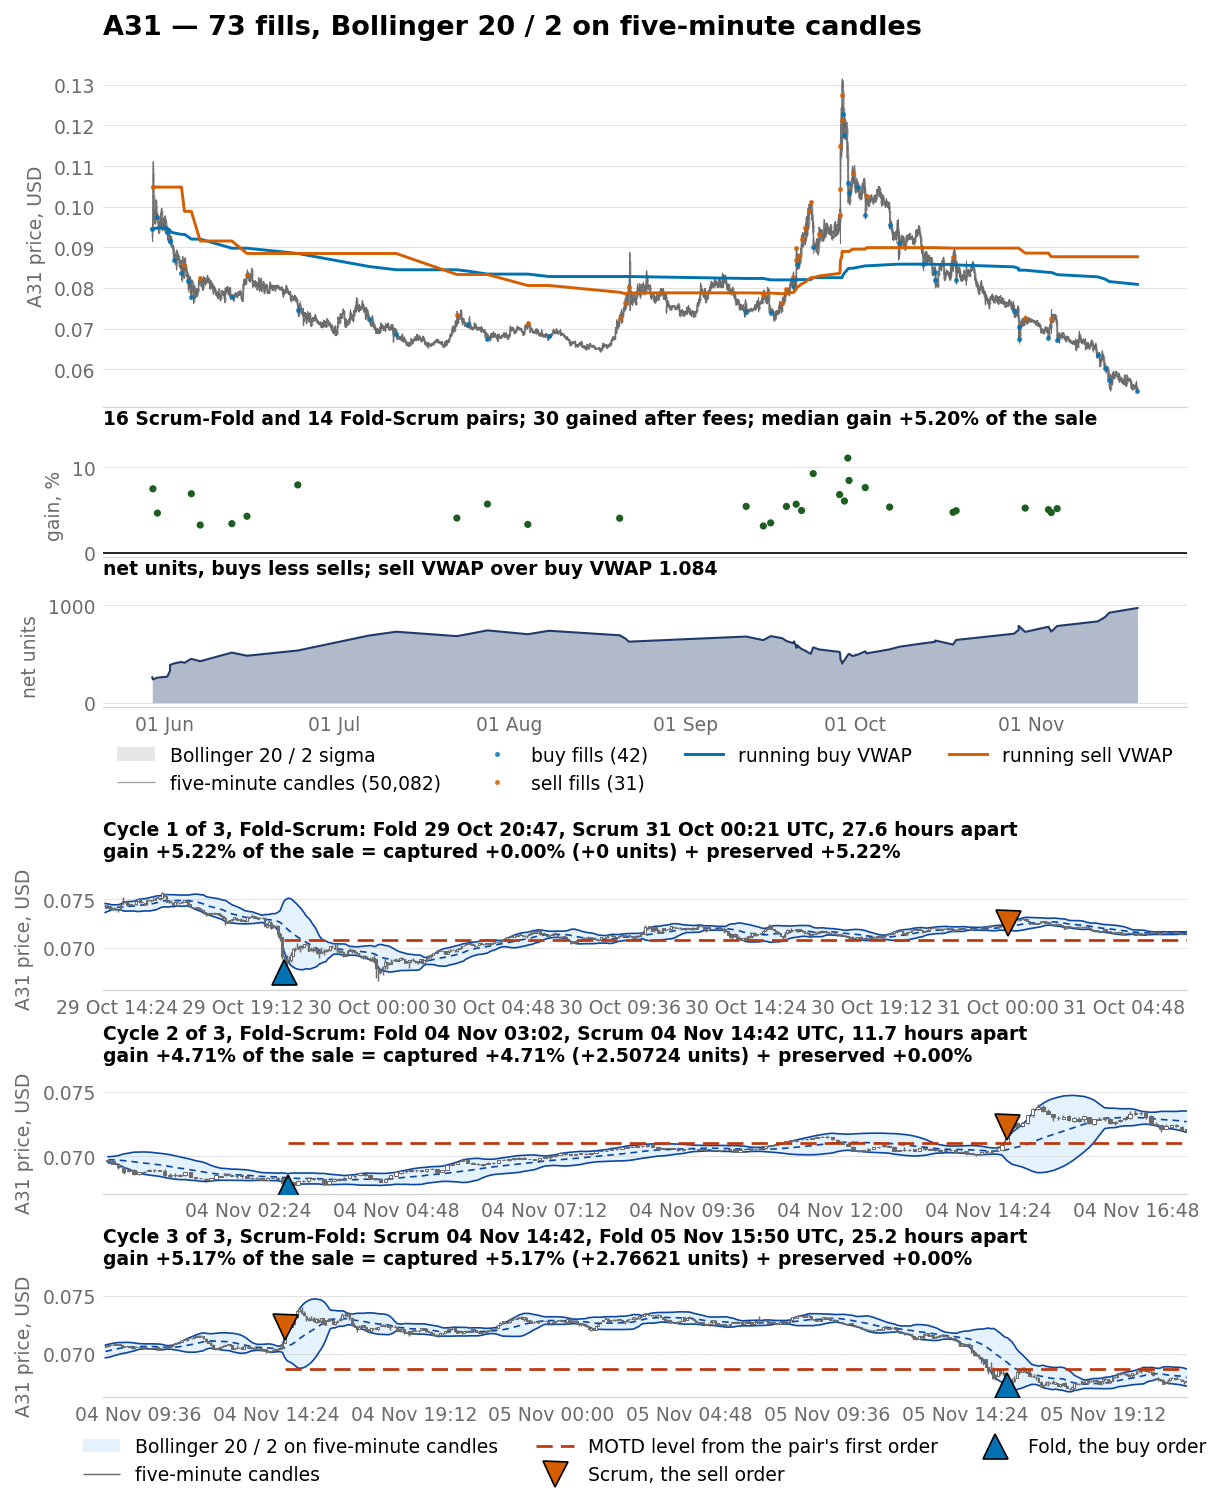 A31 — 73 fills, Bollinger 20 / 2 on five-minute candles
A31 price, USD
0.13
0.12
0.11
0.10
0.09
0.08
0.07
0.06
16 Scrum-Fold and 14 Fold-Scrum pairs; 30 gained after fees; median gain +5.20% of the sale
gain, %
10
0
net units, buys less sells; sell VWAP over buy VWAP 1.084
net units
1000
0
01 Jun 01 Jul 01 Aug 01 Sep 01 Oct 01 Nov
Bollinger 20 / 2 sigma buy fills (42) running buy VWAP running sell VWAP
five-minute candles (50,082) sell fills (31)
Cycle 1 of 3, Fold-Scrum: Fold 29 Oct 20:47, Scrum 31 Oct 00:21 UTC, 27.6 hours apart
gain +5.22% of the sale = captured +0.00% (+0 units) + preserved +5.22%
A31 price, USD
0.075
0.070
29 Oct 14:24 29 Oct 19:12 30 Oct 00:00 30 Oct 04:48 30 Oct 09:36 30 Oct 14:24 30 Oct 19:12 31 Oct 00:00 31 Oct 04:48
Cycle 2 of 3, Fold-Scrum: Fold 04 Nov 03:02, Scrum 04 Nov 14:42 UTC, 11.7 hours apart
gain +4.71% of the sale = captured +4.71% (+2.50724 units) + preserved +0.00%
A31 price, USD
0.075
0.070
04 Nov 02:24 04 Nov 04:48 04 Nov 07:12 04 Nov 09:36 04 Nov 12:00 04 Nov 14:24 04 Nov 16:48
Cycle 3 of 3, Scrum-Fold: Scrum 04 Nov 14:42, Fold 05 Nov 15:50 UTC, 25.2 hours apart
gain +5.17% of the sale = captured +5.17% (+2.76621 units) + preserved +0.00%
A31 price, USD
0.075
0.070
04 Nov 09:36 04 Nov 14:24 04 Nov 19:12 05 Nov 00:00 05 Nov 04:48 05 Nov 09:36 05 Nov 14:24 05 Nov 19:12
Bollinger 20 / 2 on five-minute candles MOTD level from the pair's first order Fold, the buy order
five-minute candles Scrum, the sell order